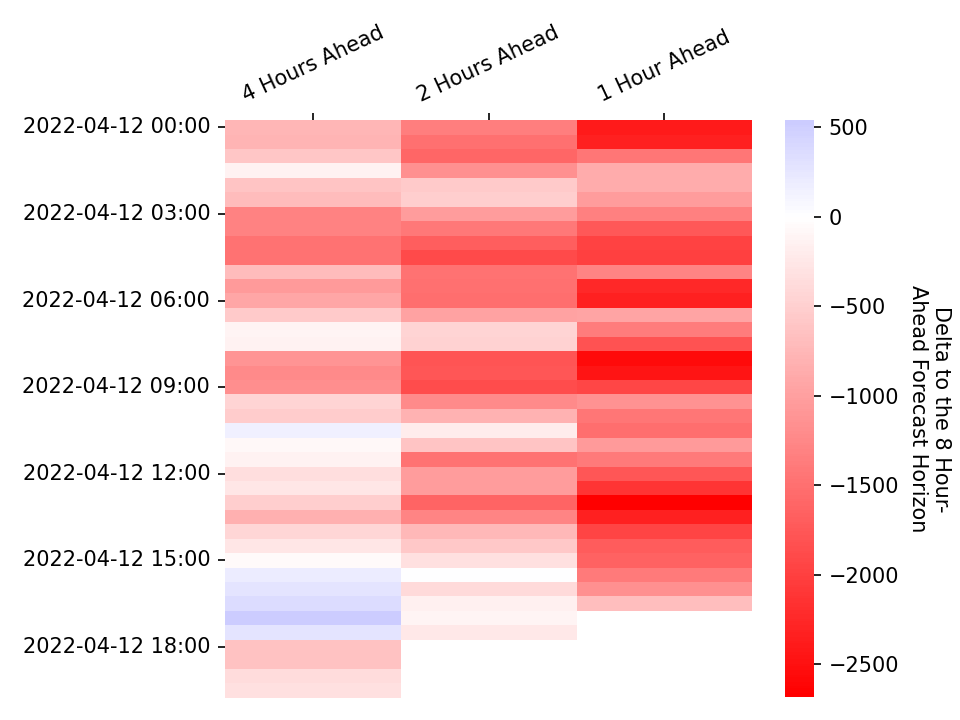 4 Hours Ahead
2 Hours Ahead
1 Hour Ahead
2022-04-12 00:00
2022-04-12 03:00
2022-04-12 06:00
2022-04-12 09:00
2022-04-12 12:00
2022-04-12 15:00
2022-04-12 18:00
500
0
−500
−1000
−1500
−2000
−2500
Delta to the 8 Hour-
Ahead Forecast Horizon